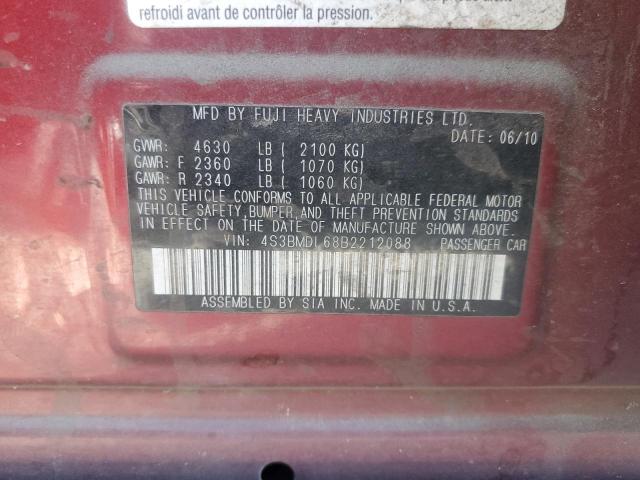 refroidi avant de contrôler la pression.
MFD BY FUJI HEAVY INDUSTRIES LTD.
DATE: 06/10
GVWR: 4630 LB ( 2100 KG)
GAWR: F 2360 LB ( 1070 KG)
GAWR: R 2340 LB ( 1060 KG)
THIS VEHICLE CONFORMS TO ALL APPLICABLE FEDERAL MOTOR
VEHICLE SAFETY, BUMPER, AND THEFT PREVENTION STANDARDS
IN EFFECT ON THE DATE OF MANUFACTURE SHOWN ABOVE.
VIN: 4S3BMDL68B2212088 PASSENGER CAR
ASSEMBLED BY SIA INC. MADE IN U.S.A.